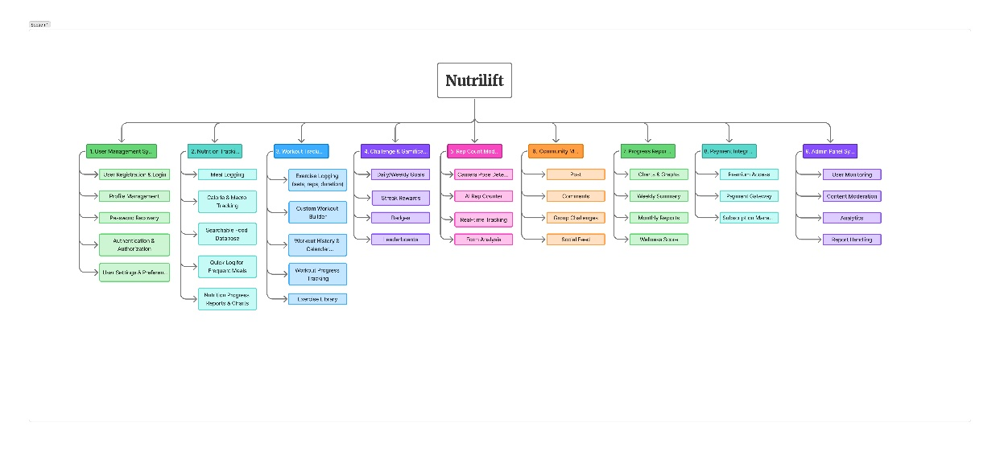 Section 1
Nutrilift
1. User Management Sy...
2. Nutrition Tracki...
3. Workout Tracki...
4. Challenge & Gamifica...
5. Rep Count Mod...
6. Community M...
7. Progress Repor...
8. Payment Integr...
9. Admin Panel Sy...
User Registration & Login
Profile Management
Password Recovery
Authentication &
Authorization
User Settings & Preferen...
Meal Logging
Calorie & Macro
Tracking
Searchable Food
Database
Quick Log for
Frequent Meals
Nutrition Progress
Reports & Charts
Exercise Logging
(sets, reps, duration)
Custom Workout
Builder
Workout History &
Calendar...
Workout Progress
Tracking
Exercise Library
Daily/Weekly Goals
Streak Rewards
Badges
Leaderboards
Camera Pose Dete...
AI Rep Counter
Real-time Tracking
Form Analysis
Post
Comments
Group Challenges
Social Feed
Charts & Graphs
Weekly Summary
Monthly Reports
Wellness Score
Premium Access
Payment Gateway
Subscription Mana...
User Monitoring
Content Moderation
Analytics
Report Handling